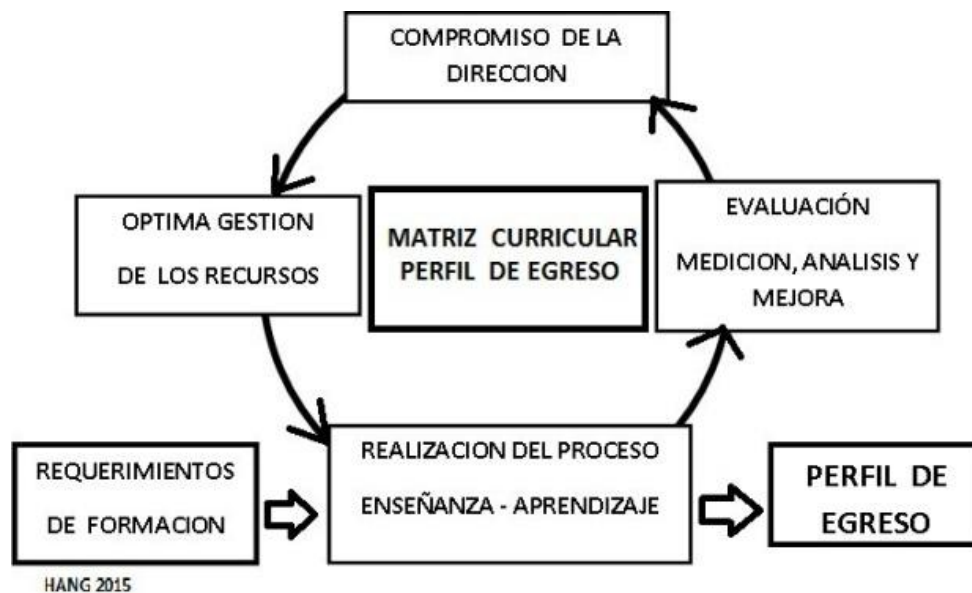 COMPROMISO DE LA
DIRECCION
OPTIMA GESTION
DE LOS RECURSOS
MATRIZ CURRICULAR
PERFIL DE EGRESO
EVALUACIÓN
MEDICION, ANALISIS Y
MEJORA
REQUERIMIENTOS
DE FORMACION
REALIZACION DEL PROCESO
ENSEÑANZA - APRENDIZAJE
PERFIL DE
EGRESO
HANG 2015